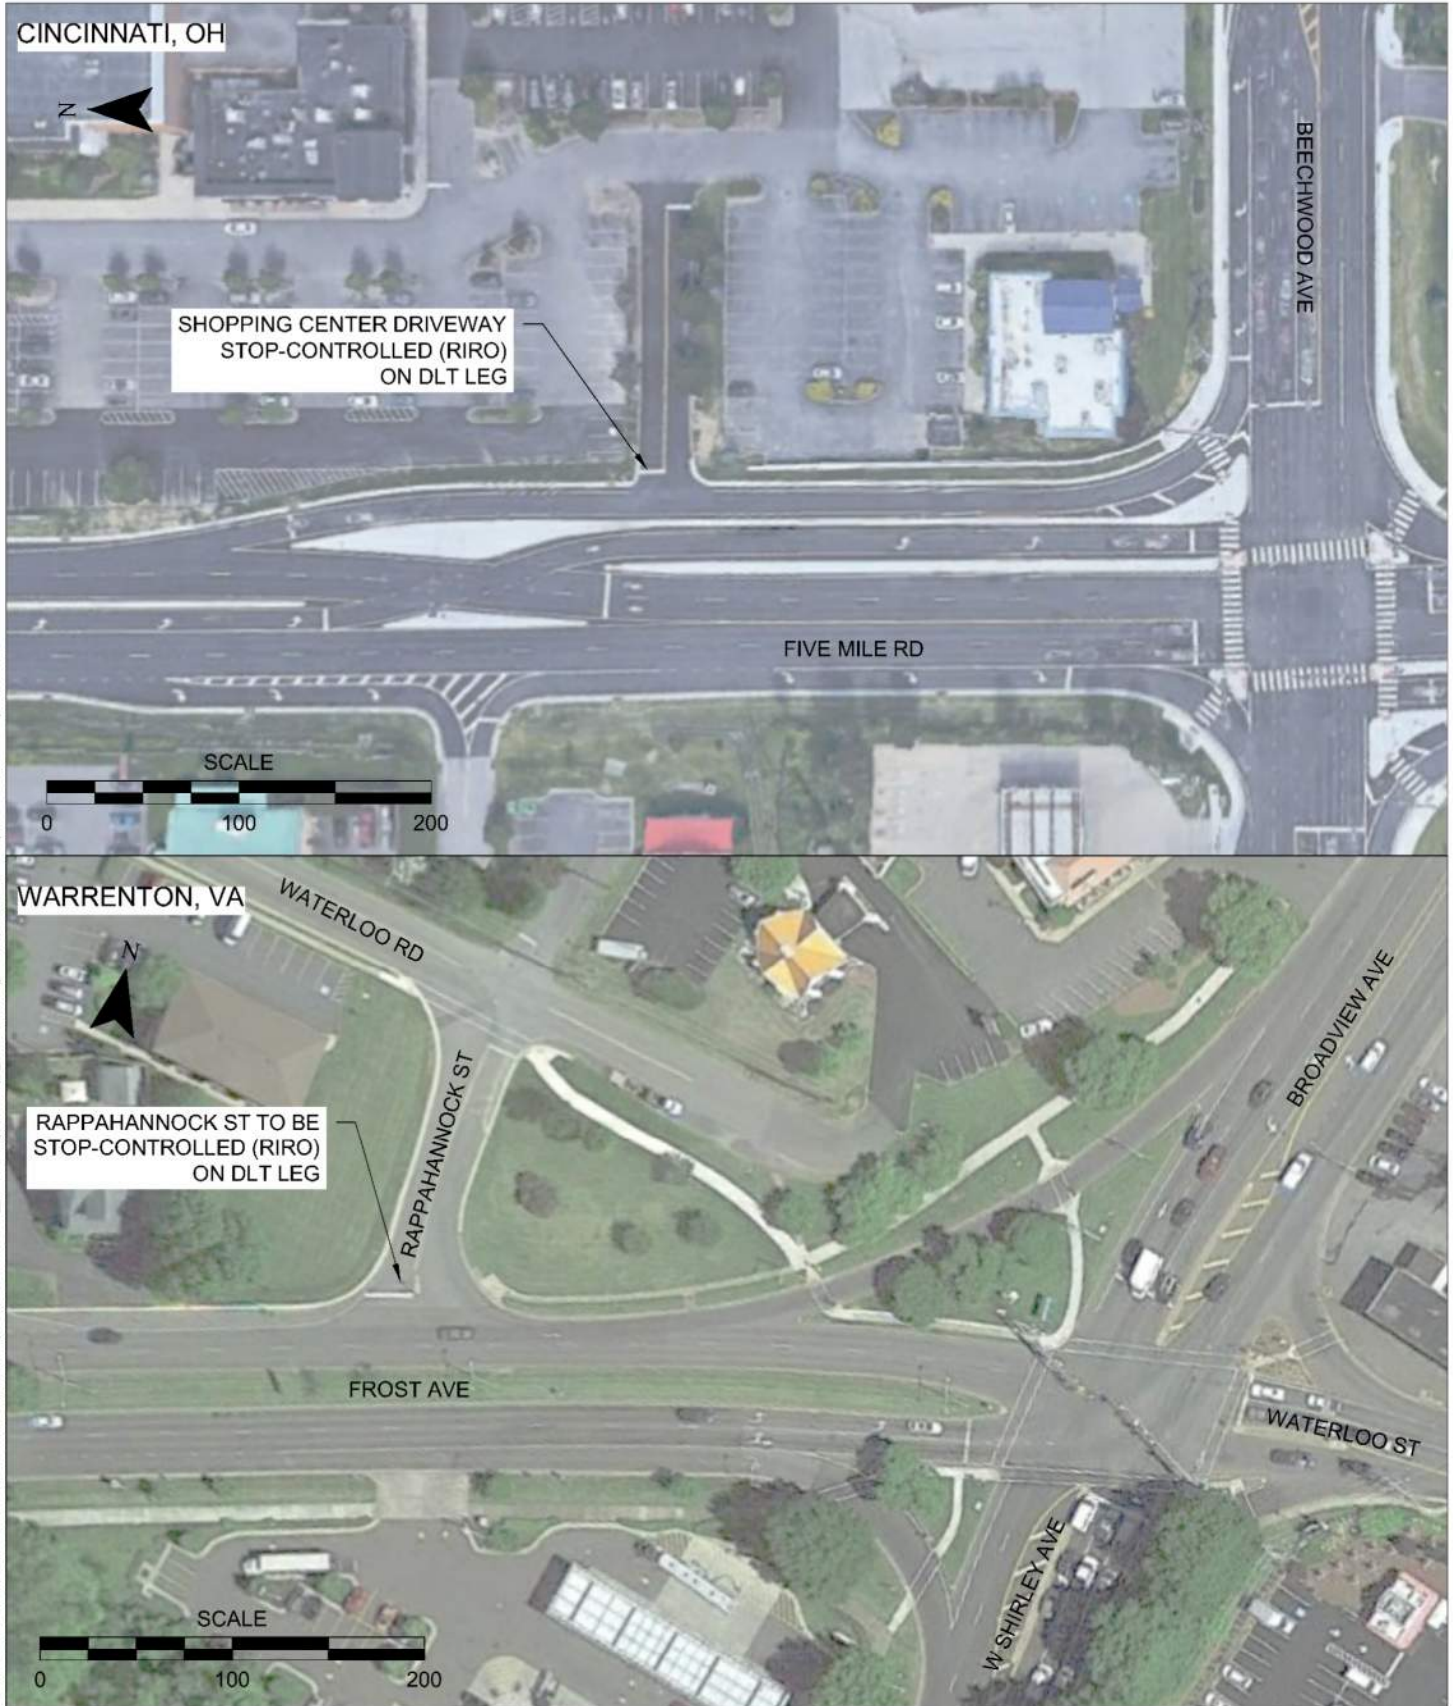 CINCINNATI, OH
N
BEECHWOOD AVE
SHOPPING CENTER DRIVEWAY
STOP-CONTROLLED (RIRO)
ON DLT LEG
FIVE MILE RD
SCALE
0 100 200
WARRENTON, VA
N
WATERLOO RD
BROADVIEW AVE
RAPPAHANNOCK ST TO BE
STOP-CONTROLLED (RIRO)
ON DLT LEG
RAPPAHANNOCK ST
FROST AVE
WATERLOO ST
W SHIRLEY AVE
SCALE
0 100 200